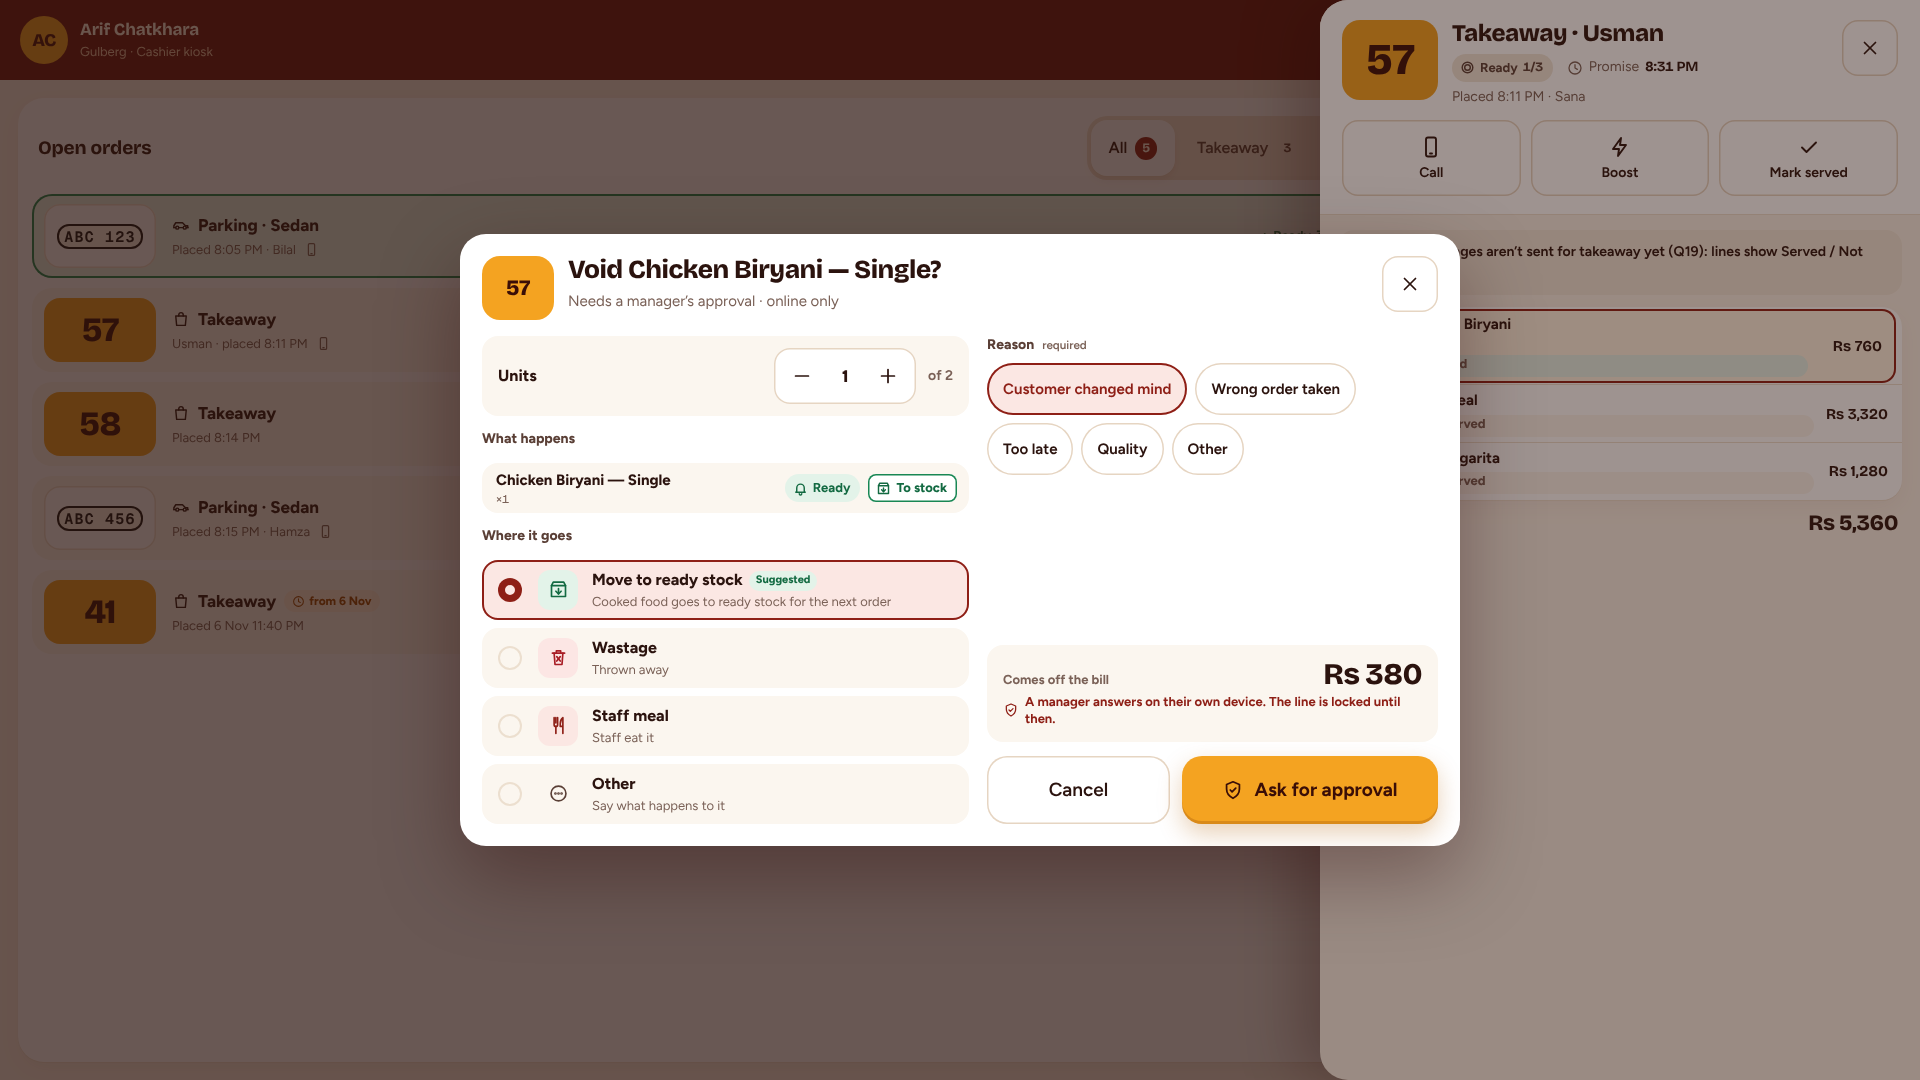 AC
Arif Chatkhara
Gulberg · Cashier kiosk
Open orders
All 5
Takeaway 3
ABC 123
Parking · Sedan
Placed 8:05 PM · Bilal
57
Takeaway
Usman · placed 8:11 PM
58
Takeaway
Placed 8:14 PM
ABC 456
Parking · Sedan
Placed 8:15 PM · Hamza
41
Takeaway
from 6 Nov
Placed 6 Nov 11:40 PM
57
Takeaway · Usman
Ready 1/3
Promise 8:31 PM
Placed 8:11 PM · Sana
Call
Boost
Mark served
aren’t sent for takeaway yet (Q19): lines show Served / Not
Biryani
Rs 760
Rs 3,320
Rs 1,280
Rs 5,360
57
Void Chicken Biryani — Single?
Needs a manager’s approval · online only
Units
1
of 2
What happens
Chicken Biryani — Single
×1
Ready
To stock
Where it goes
Move to ready stock
Suggested
Cooked food goes to ready stock for the next order
Wastage
Thrown away
Staff meal
Staff eat it
Other
Say what happens to it
Reason required
Customer changed mind
Wrong order taken
Too late
Quality
Other
Comes off the bill
Rs 380
A manager answers on their own device. The line is locked until
then.
Cancel
Ask for approval